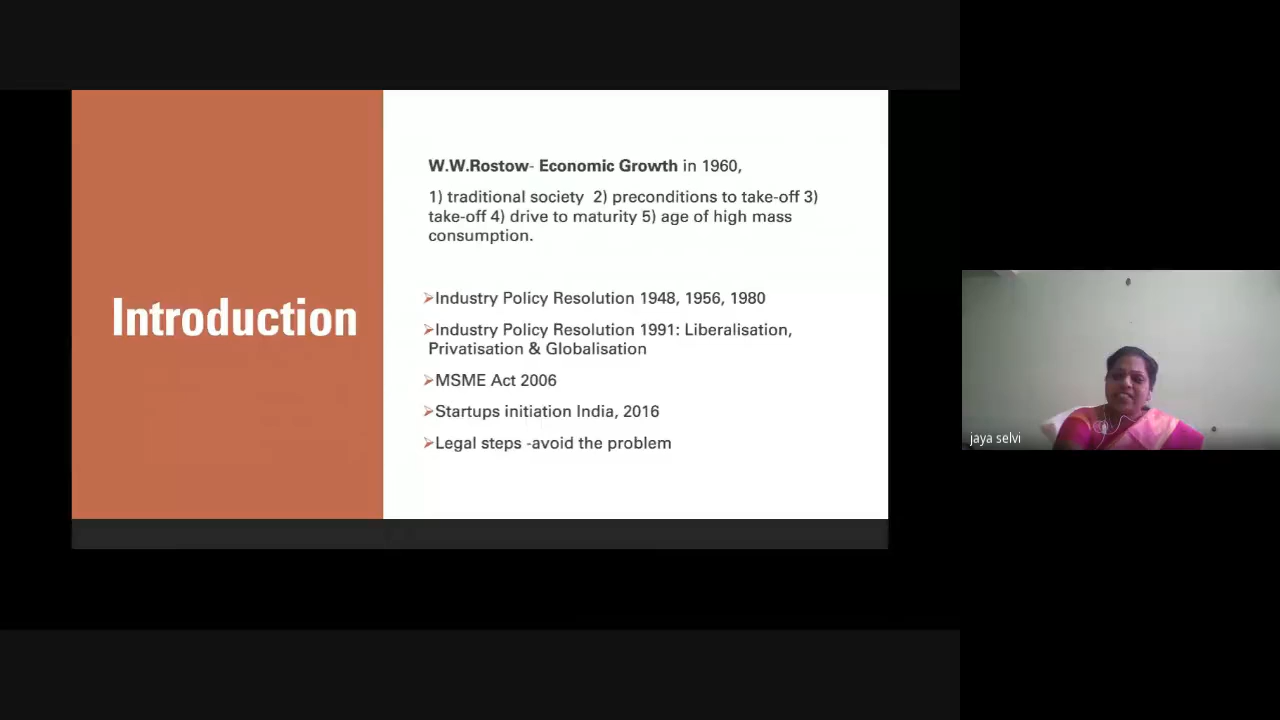 Introduction
W.W.Rostow- Economic Growth in 1960,
1) traditional society 2) preconditions to take-off 3)
take-off 4) drive to maturity 5) age of high mass
consumption.
➢Industry Policy Resolution 1948, 1956, 1980
➢Industry Policy Resolution 1991: Liberalisation,
Privatisation & Globalisation
➢MSME Act 2006
➢Startups initiation India, 2016
➢Legal steps -avoid the problem
jaya selvi